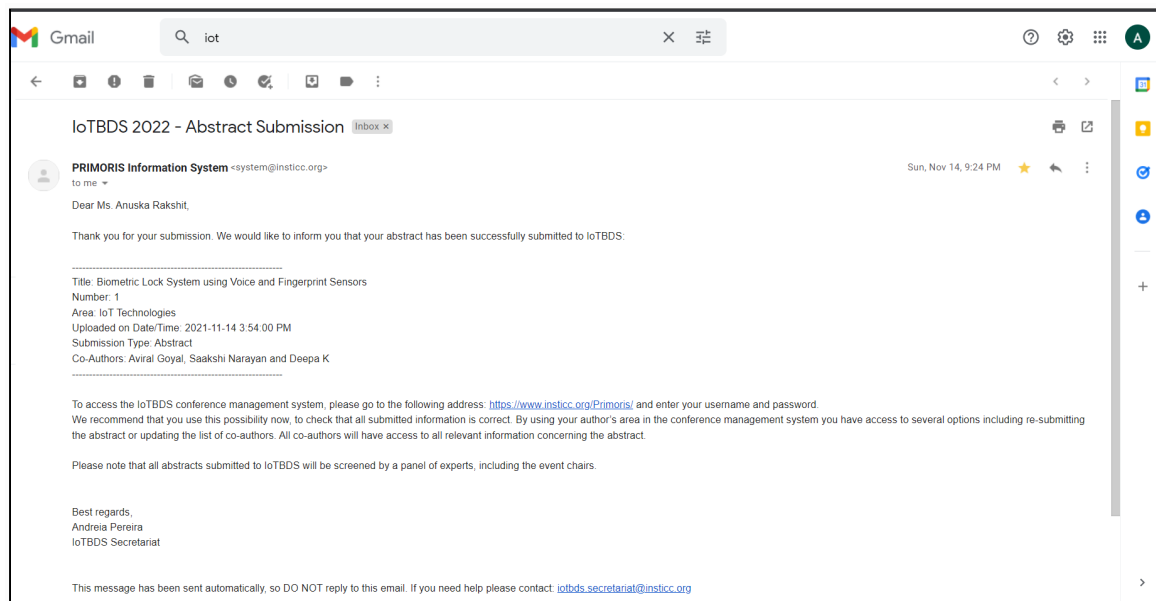 Gmail
iot
A
31
IoTBDS 2022 - Abstract Submission Inbox ×
PRIMORIS Information System <system@insticc.org>
Sun, Nov 14, 9:24 PM
to me
Dear Ms. Anuska Rakshit,
Thank you for your submission. We would like to inform you that your abstract has been successfully submitted to IoTBDS:
--------------------------------------------------------------
Title: Biometric Lock System using Voice and Fingerprint Sensors
Number: 1
Area: IoT Technologies
Uploaded on Date/Time: 2021-11-14 3:54:00 PM
Submission Type: Abstract
Co-Authors: Aviral Goyal, Saakshi Narayan and Deepa K
--------------------------------------------------------------
To access the IoTBDS conference management system, please go to the following address: https://www.insticc.org/Primoris/ and enter your username and password.
We recommend that you use this possibility now, to check that all submitted information is correct. By using your author's area in the conference management system you have access to several options including re-submitting
the abstract or updating the list of co-authors. All co-authors will have access to all relevant information concerning the abstract.
Please note that all abstracts submitted to IoTBDS will be screened by a panel of experts, including the event chairs.
Best regards,
Andreia Pereira
IoTBDS Secretariat
This message has been sent automatically, so DO NOT reply to this email. If you need help please contact: iotbds.secretariat@insticc.org